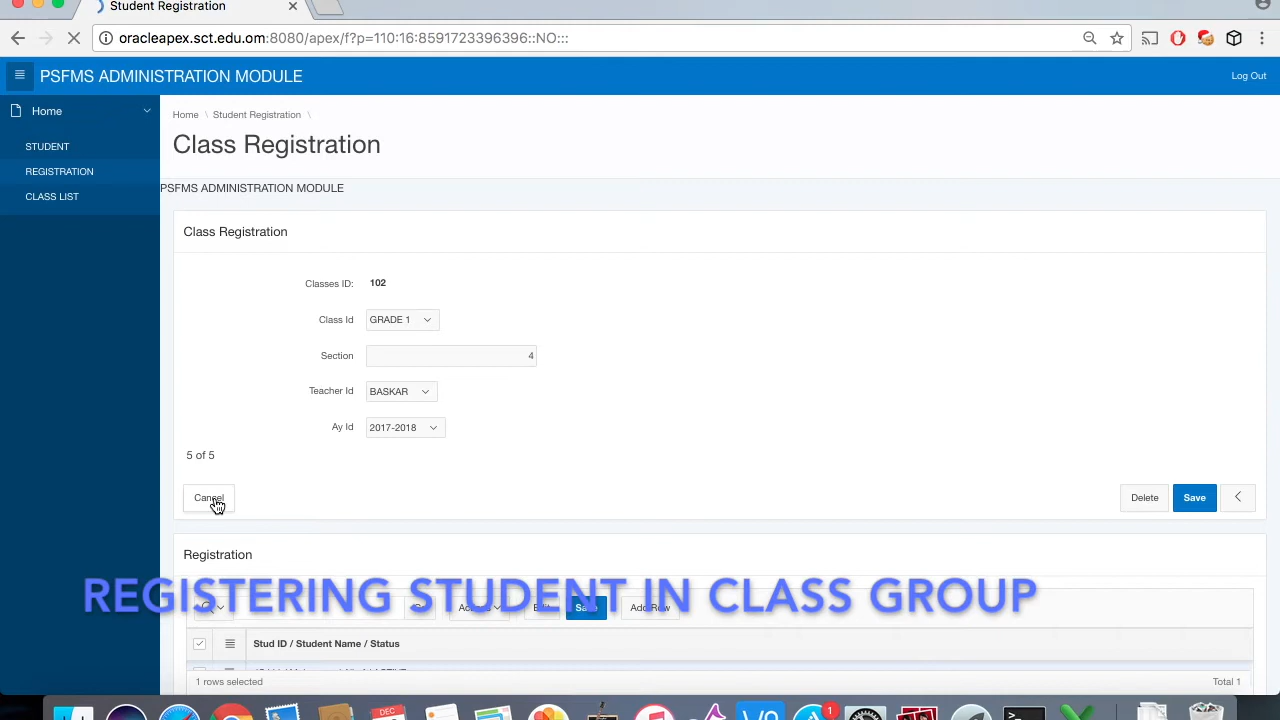 Student Registration
oracleapex.sct.edu.om:8080/apex/f?p=110:16:8591723396396::NO:::
PSFMS ADMINISTRATION MODULE
Log Out
Home
Home \ Student Registration \
Class Registration
STUDENT
REGISTRATION
CLASS LIST
PSFMS ADMINISTRATION MODULE
Class Registration
Classes ID: 102
Class Id GRADE 1
Section 4
Teacher Id BASKAR
Ay Id 2017-2018
5 of 5
Cancel
Delete
Save
Registration
REGISTERING STUDENT IN CLASS GROUP
Edit
Save
Add Row
Stud ID / Student Name / Status
1 rows selected
Total 1
DEC
1